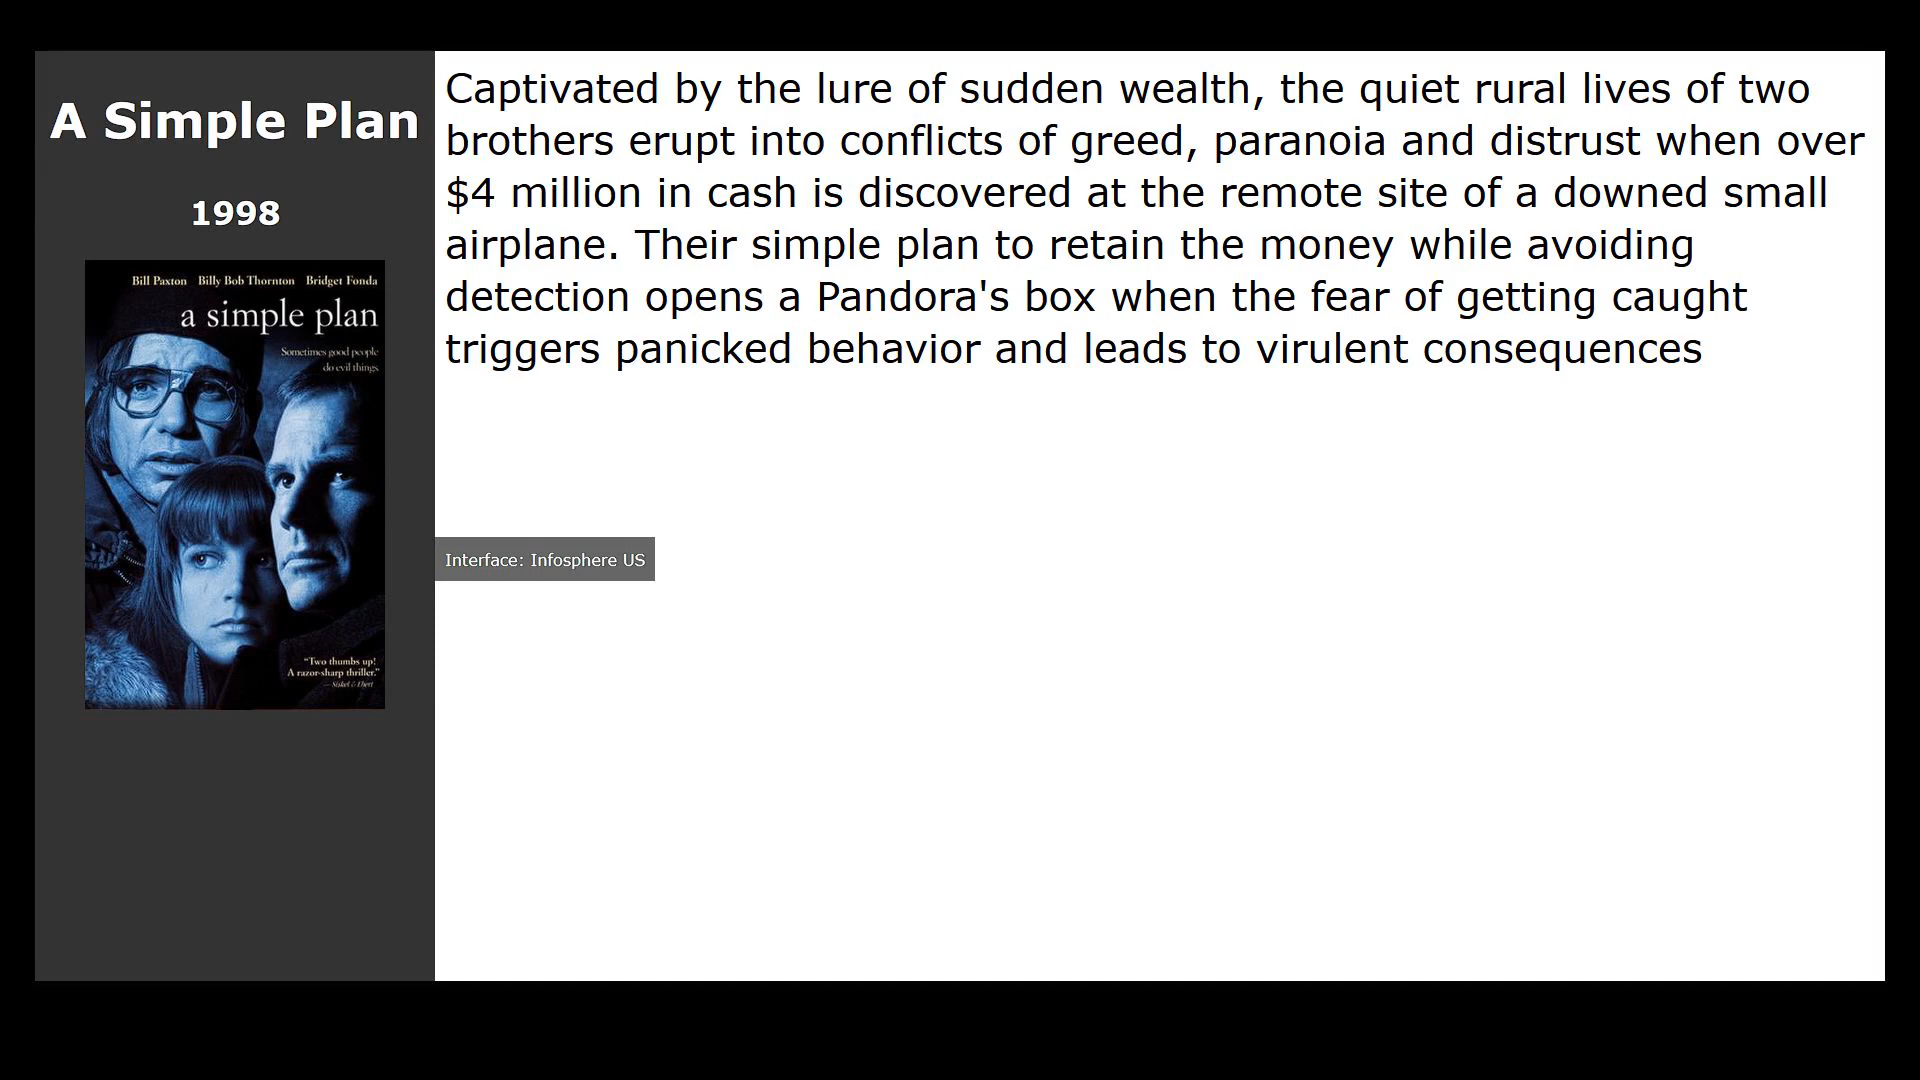 A Simple Plan
1998
Bill Paxton Billy Bob Thornton Bridget Fonda
a simple plan
Sometimes good people
do evil things.
"Two thumbs up!
A razor-sharp thriller."
— Siskel & Ebert
Captivated by the lure of sudden wealth, the quiet rural lives of two
brothers erupt into conflicts of greed, paranoia and distrust when over
$4 million in cash is discovered at the remote site of a downed small
airplane. Their simple plan to retain the money while avoiding
detection opens a Pandora's box when the fear of getting caught
triggers panicked behavior and leads to virulent consequences
Interface: Infosphere US